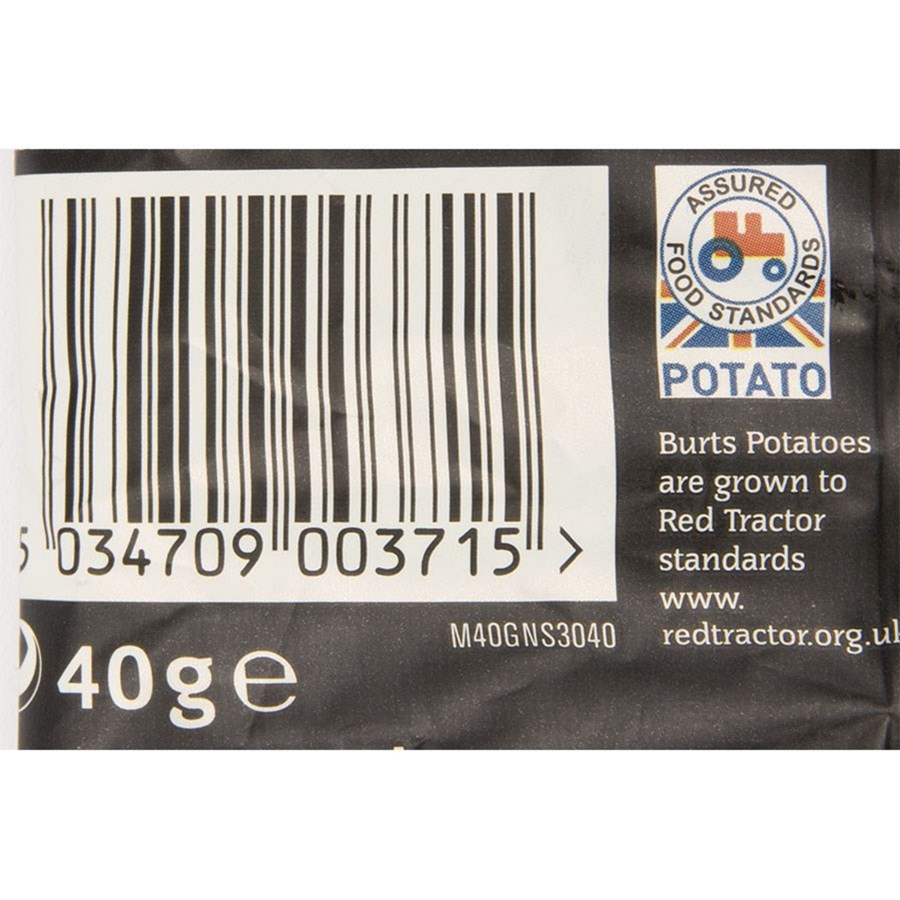 5 034709 003715 >
40g e
M40GNS3040
ASSURED
FOOD STANDARDS
POTATO
Burts Potatoes
are grown to
Red Tractor
standards
www.
redtractor.org.uk